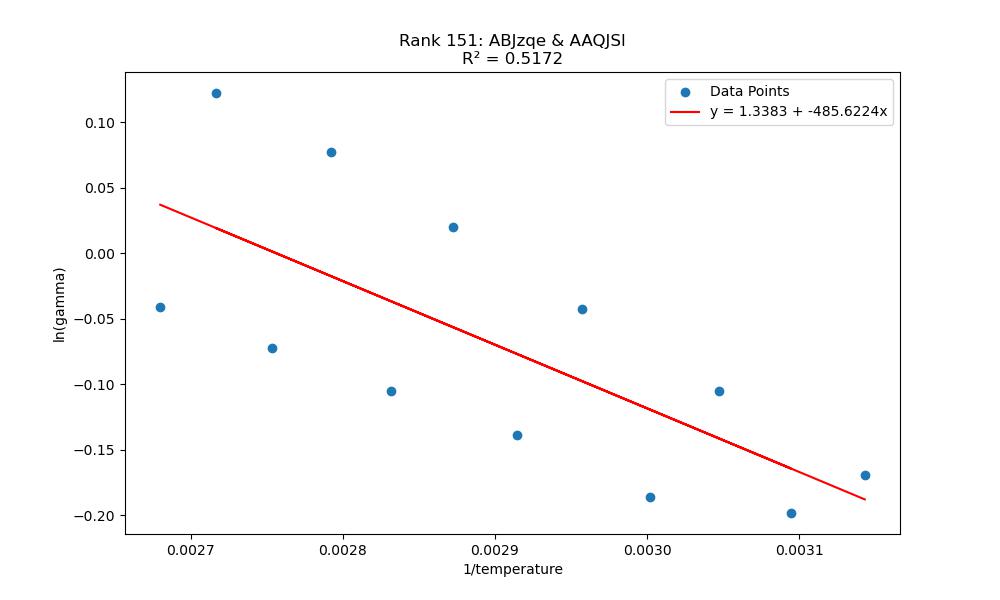 Rank 151: ABJzqe & AAQJSI
R² = 0.5172
Data Points
y = 1.3383 + -485.6224x
0.10
0.05
0.00
−0.05
−0.10
−0.15
−0.20
ln(gamma)
0.0027
0.0028
0.0029
0.0030
0.0031
1/temperature